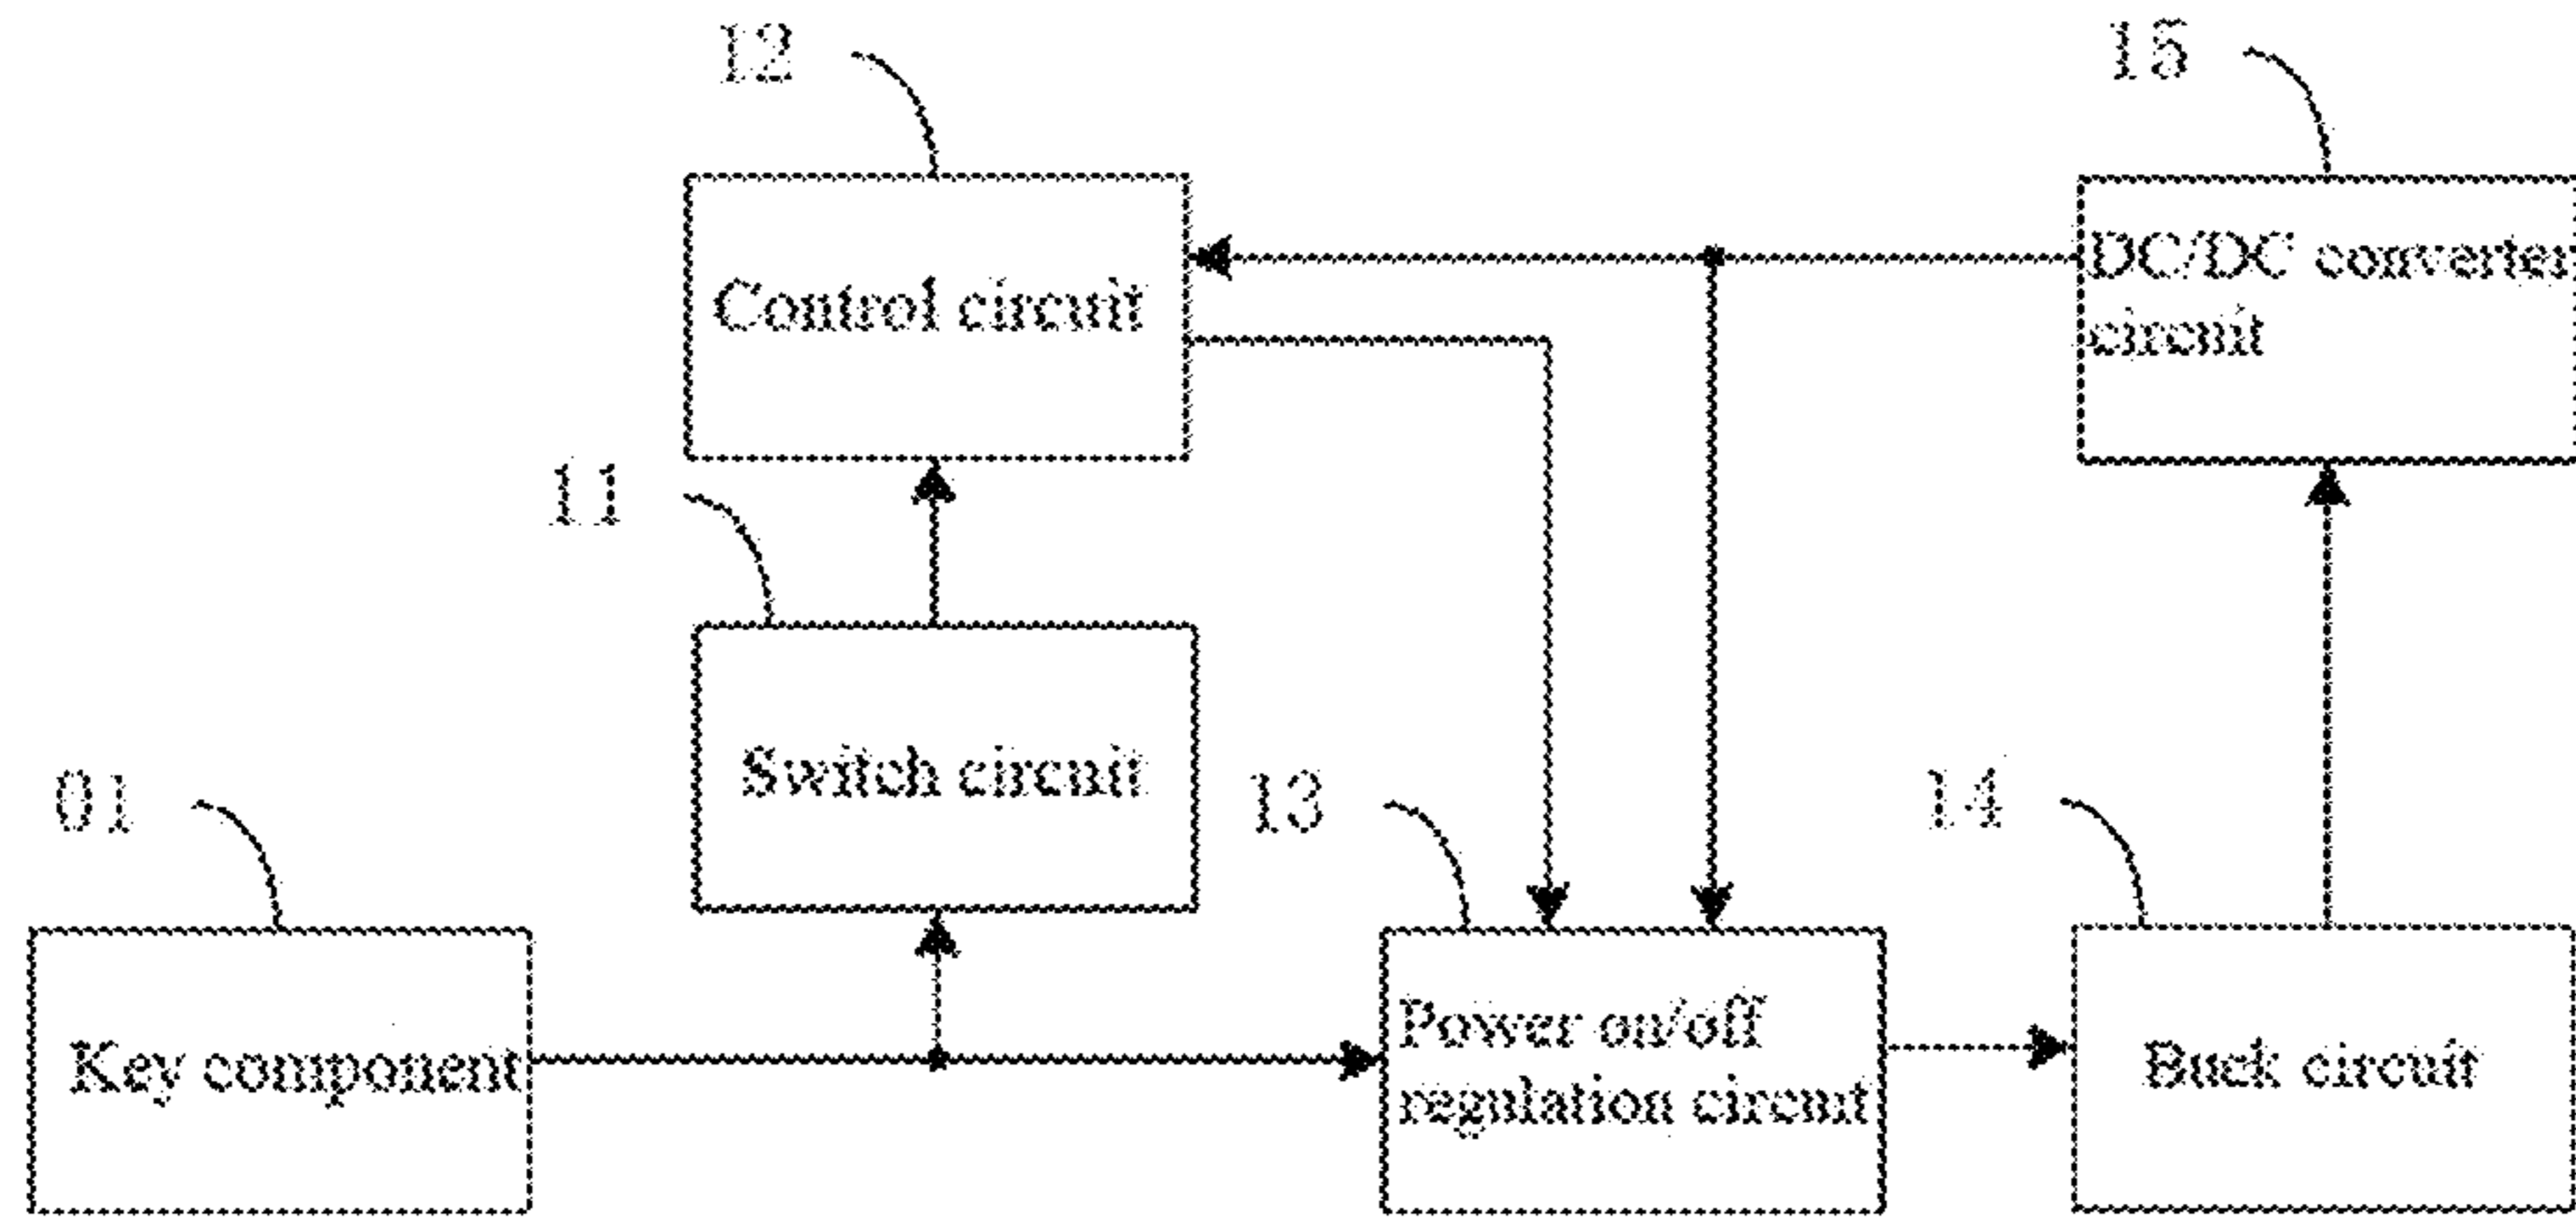 12
15
Control circuit
DC/DC converter
circuit
11
Switch circuit
01
13
14
Key component
Power on/off
regulation circuit
Buck circuit